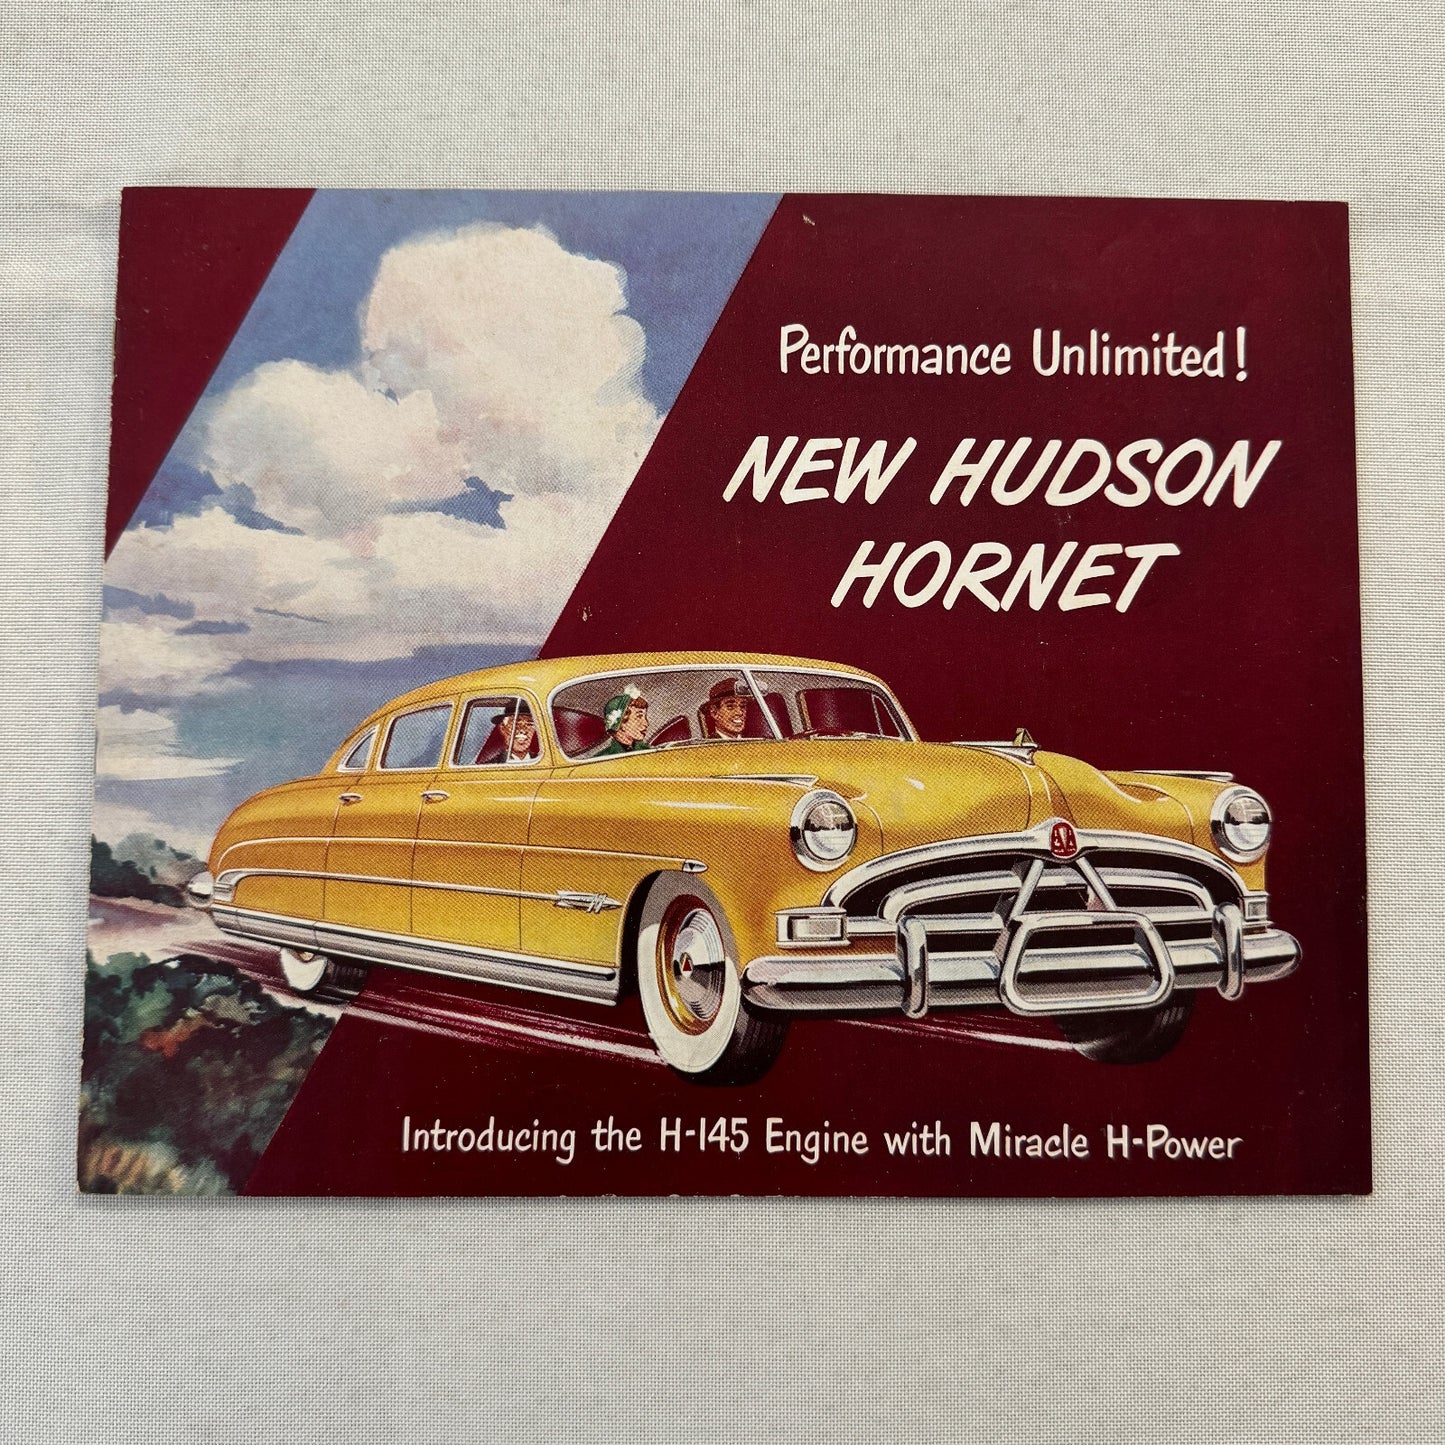 Performance Unlimited!
NEW HUDSON
HORNET
Introducing the H-145 Engine with Miracle H-Power